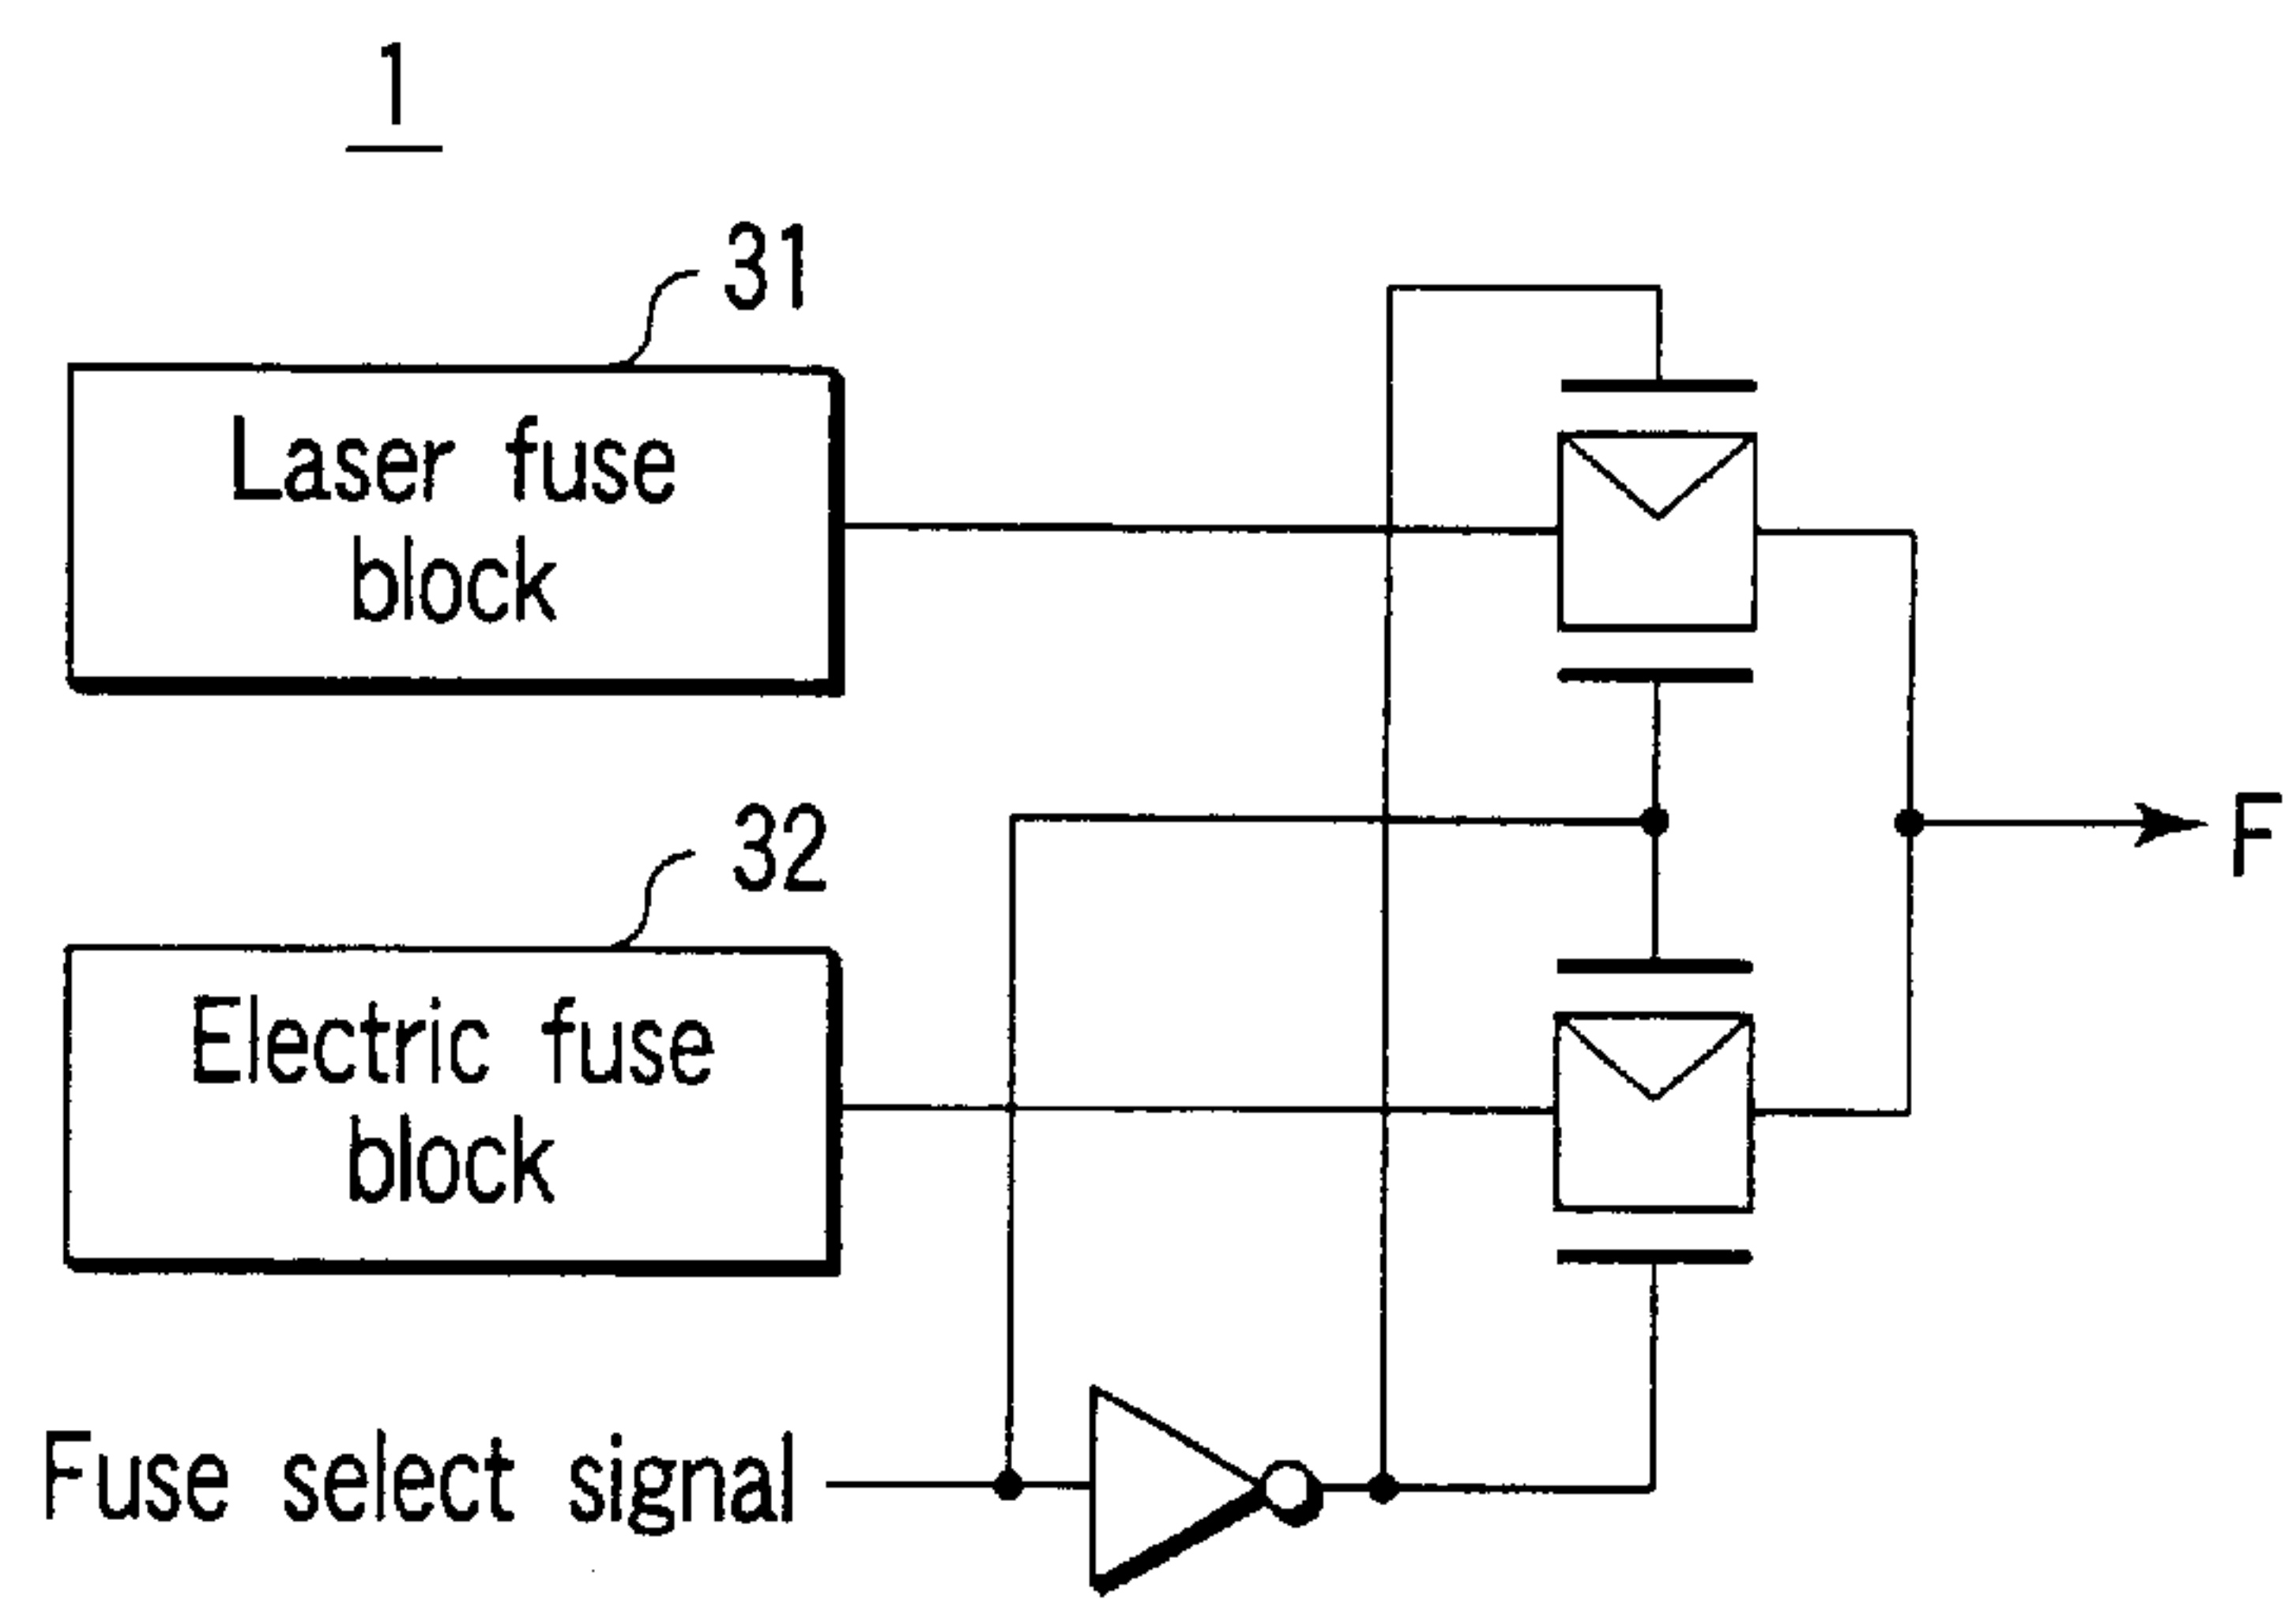 1
31
Laser fuse
block
32
Electric fuse
block
F
Fuse select signal